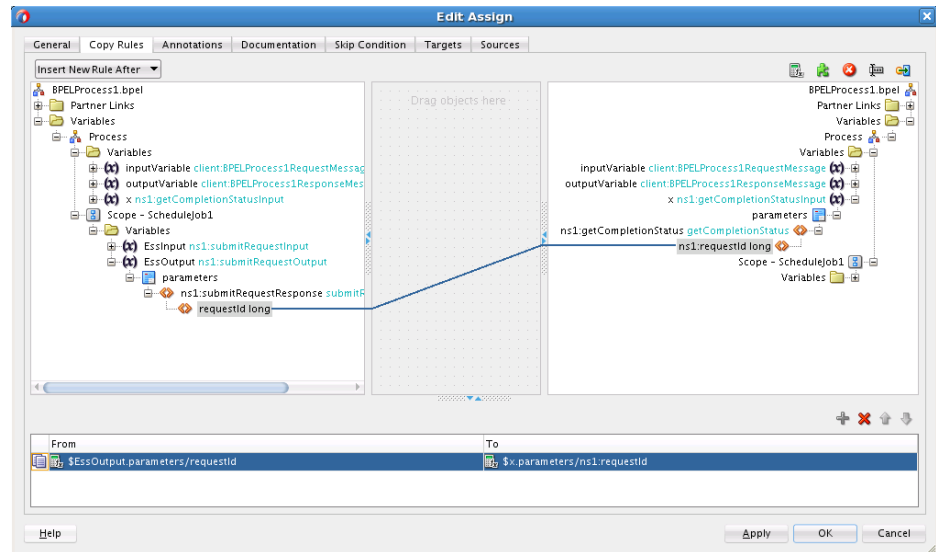 Edit Assign
General Copy Rules Annotations Documentation Skip Condition Targets Sources
Insert New Rule After
BPELProcess1.bpel
Partner Links
Variables
Process
Variables
inputVariable client:BPELProcess1RequestMessag
outputVariable client:BPELProcess1ResponseMes
x ns1:getCompletionStatusInput
Scope - ScheduleJob1
Variables
EssInput ns1:submitRequestInput
EssOutput ns1:submitRequestOutput
parameters
ns1:submitRequestResponse submitR
requestId long
Drag objects here
BPELProcess1.bpel
Partner Links
Variables
Process
Variables
inputVariable client:BPELProcess1RequestMessage
outputVariable client:BPELProcess1ResponseMessage
x ns1:getCompletionStatusInput
parameters
ns1:getCompletionStatus getCompletionStatus
ns1:requestId long
Scope - ScheduleJob1
Variables
From To
$EssOutput.parameters/requestId $x.parameters/ns1:requestId
Help Apply OK Cancel